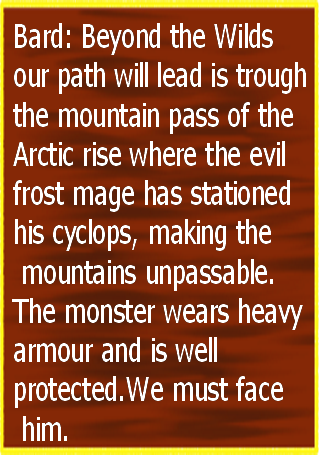 Bard: Beyond the Wilds
our path will lead is trough
the mountain pass of the
Arctic rise where the evil
frost mage has stationed
his cyclops, making the
mountains unpassable.
The monster wears heavy
armour and is well
protected.We must face
him.